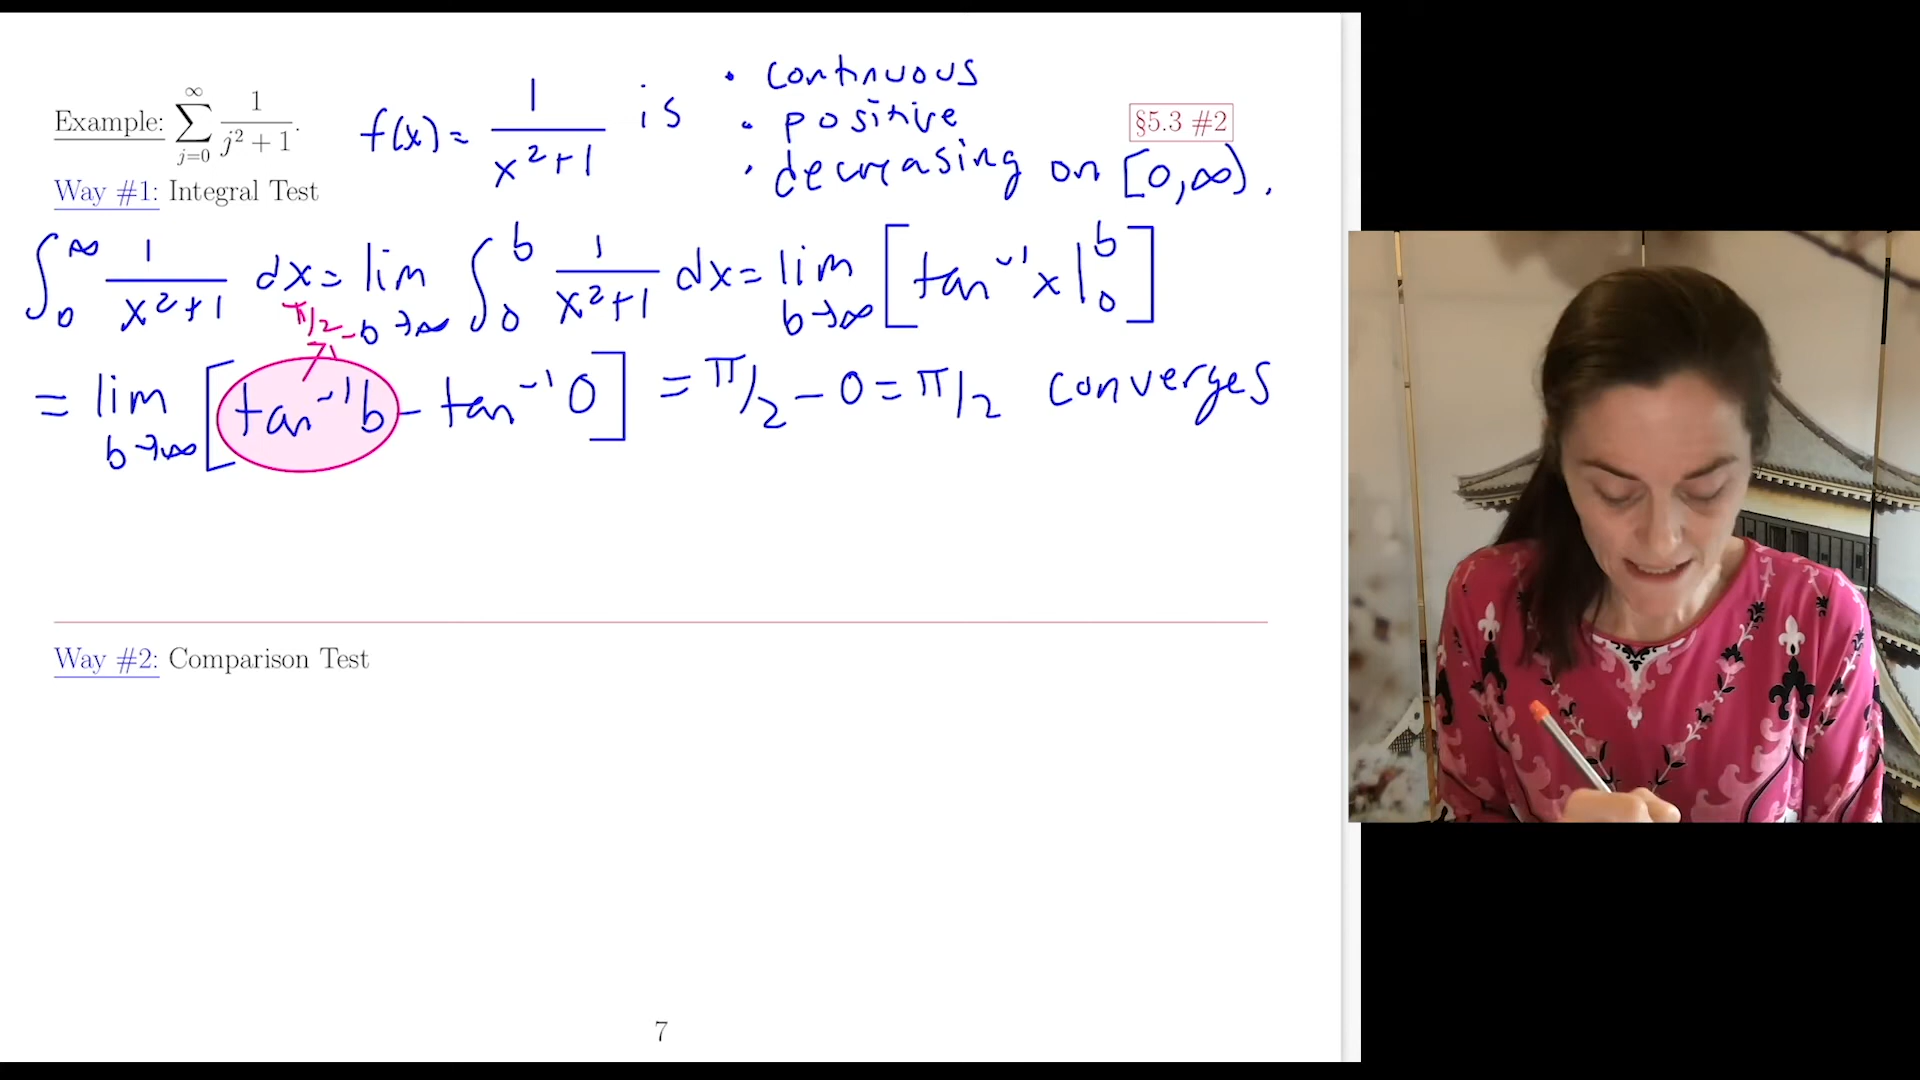 Example: ∑_{j=0}^{∞} 1/(j² + 1). f(x) = 1/(x²+1) is • continuous
• positive
§5.3 #2
• decreasing on [0,∞).
Way #1: Integral Test
∫_0^∞ 1/(x²+1) dx = lim_{b→∞} ∫_0^b 1/(x²+1) dx = lim_{b→∞} [tan⁻¹x|_0^b]
π/2
= lim_{b→∞} [tan⁻¹b - tan⁻¹0] = π/2 - 0 = π/2 converges
Way #2: Comparison Test
7